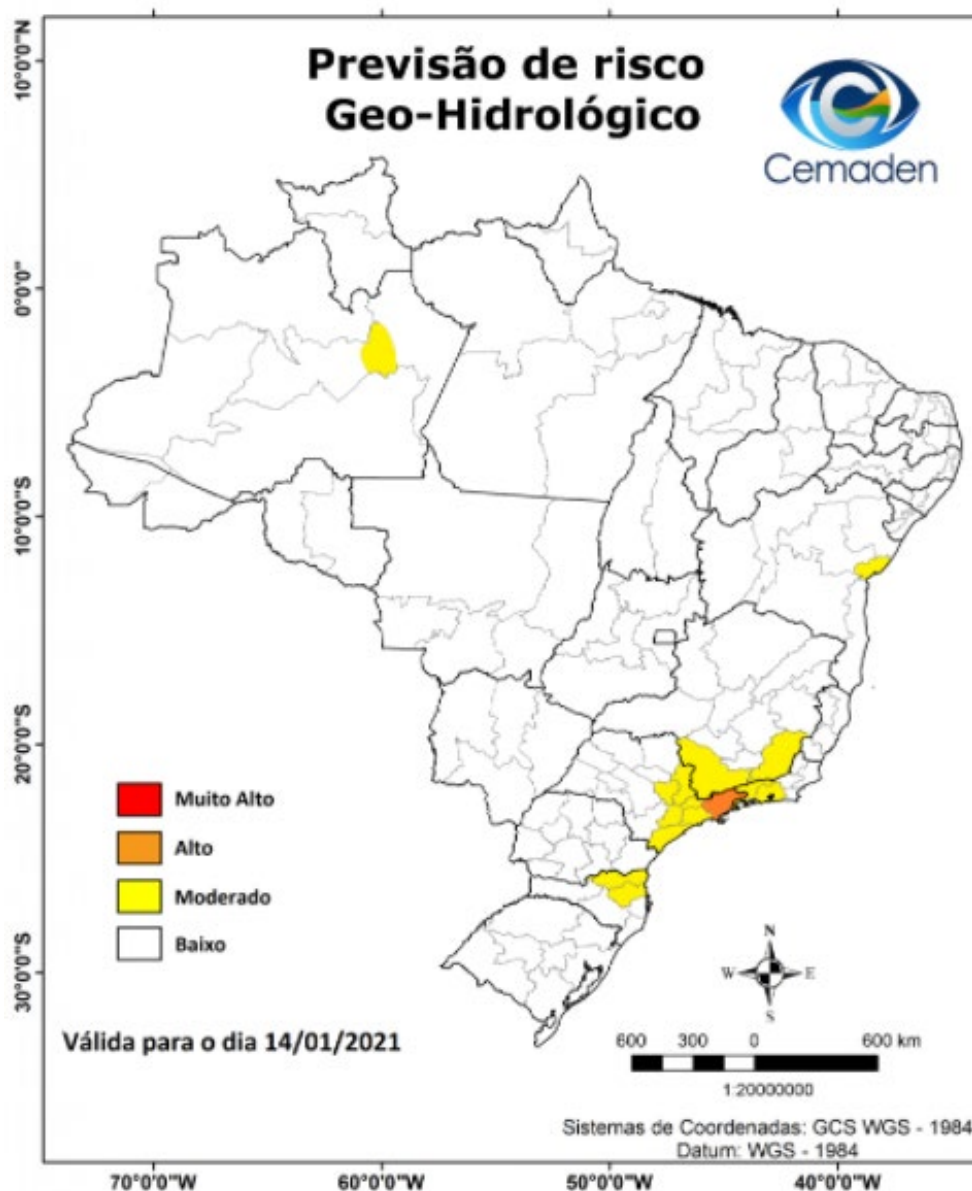 Previsão de risco
Geo-Hidrológico
Cemaden
10°0'0"N
0°0'0"
10°0'0"S
20°0'0"S
30°0'0"S
Muito Alto
Alto
Moderado
Baixo
N
W
E
S
Válida para o dia 14/01/2021
600 300 0 600 km
1:20000000
Sistemas de Coordenadas: GCS WGS - 1984
Datum: WGS - 1984
70°0'0"W 60°0'0"W 50°0'0"W 40°0'0"W